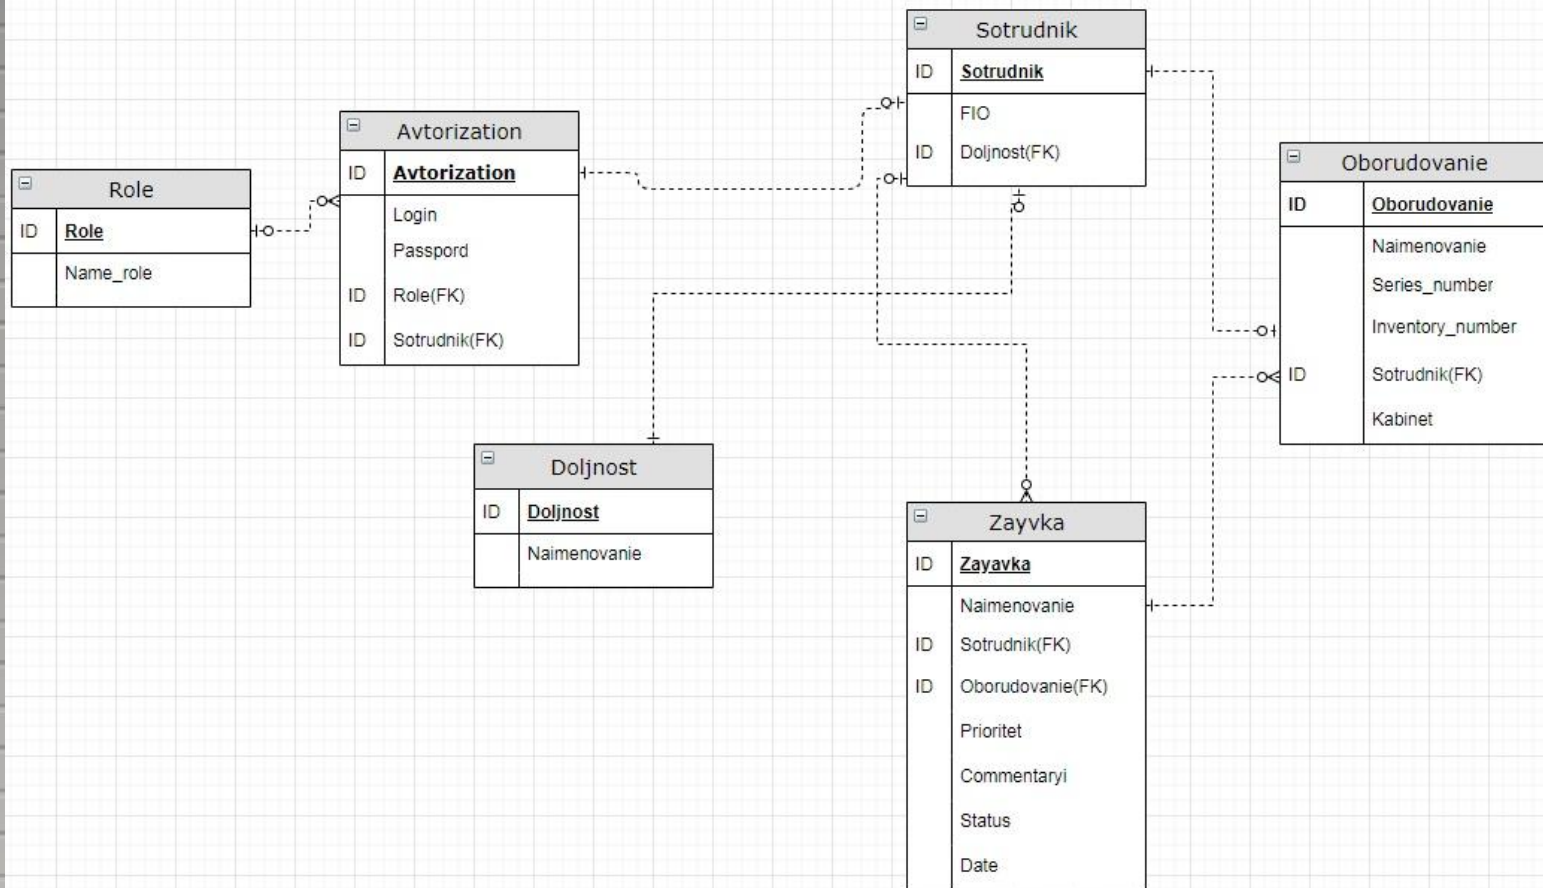 Role
ID Role
Name_role
Avtorization
ID Avtorization
Login
Passpord
ID Role(FK)
ID Sotrudnik(FK)
Sotrudnik
ID Sotrudnik
FIO
ID Doljnost(FK)
Oborudovanie
ID Oborudovanie
Naimenovanie
Series_number
Inventory_number
ID Sotrudnik(FK)
Kabinet
Doljnost
ID Doljnost
Naimenovanie
Zayvka
ID Zayavka
Naimenovanie
ID Sotrudnik(FK)
ID Oborudovanie(FK)
Prioritet
Commentaryi
Status
Date